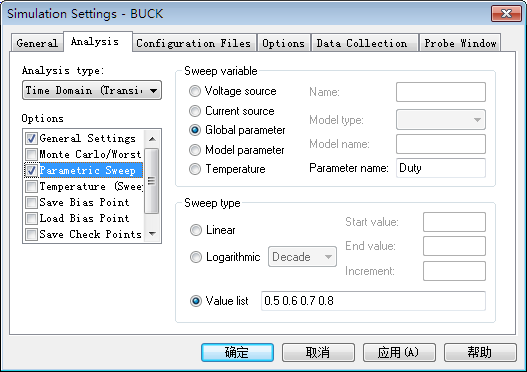 Simulation Settings - BUCK
General Analysis Configuration Files Options Data Collection Probe Window
Analysis type:
Time Domain (Transi
Options
General Settings
Monte Carlo/Worst
Parametric Sweep
Temperature (Swee
Save Bias Point
Load Bias Point
Save Check Points
Sweep variable
Voltage source
Current source
Global parameter
Model parameter
Temperature
Name:
Model type:
Model name:
Parameter name: Duty
Sweep type
Linear
Logarithmic Decade
Start value:
End value:
Increment:
Value list 0.5 0.6 0.7 0.8
确定 取消 应用(A) 帮助